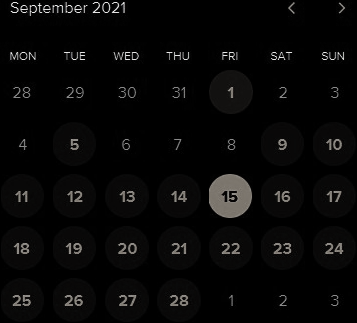 September 2021
MON TUE WED THU FRI SAT SUN
28 29 30 31 1 2 3
4 5 6 7 8 9 10
11 12 13 14 15 16 17
18 19 20 21 22 23 24
25 26 27 28 1 2 3